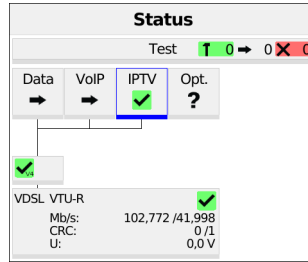 Status
Test 0 ➡ 0 ✕ 0
Data VoIP IPTV Opt.
➡ ➡ ✓ ?
V4
VDSL VTU-R
Mb/s: 102,772 /41,998
CRC: 0 /1
U: 0,0 V